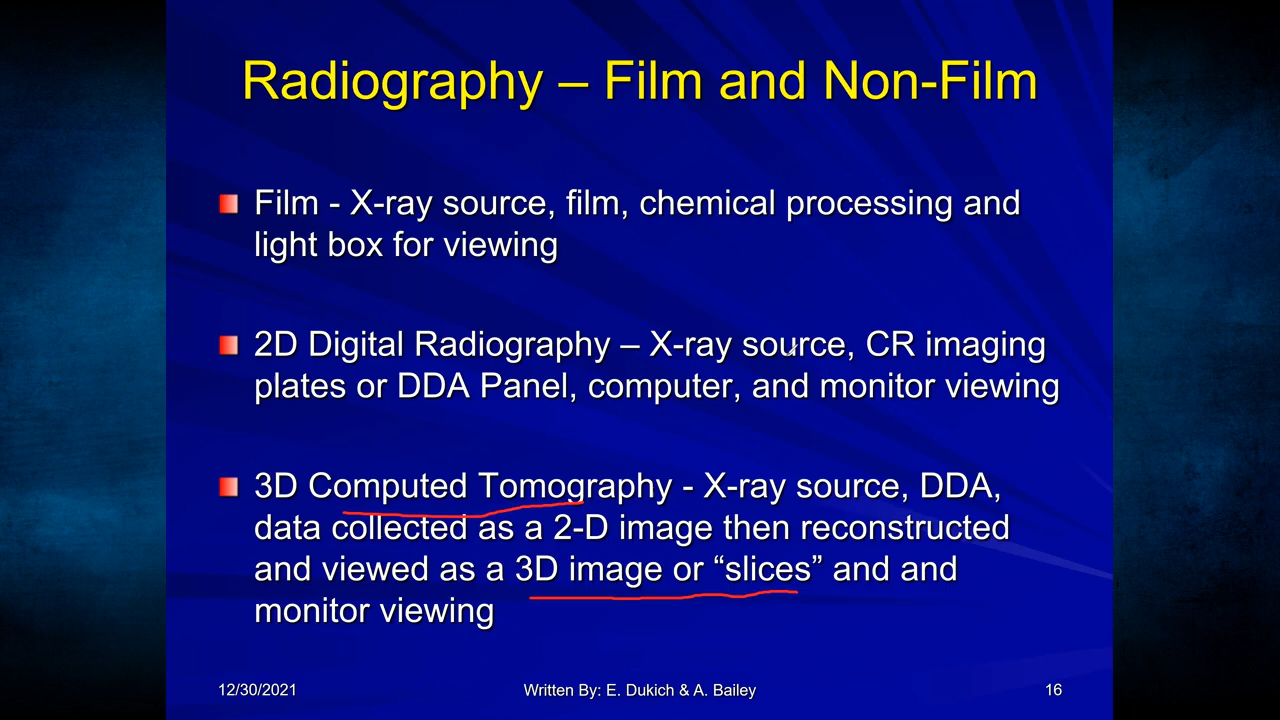 Radiography – Film and Non-Film
Film - X-ray source, film, chemical processing and
light box for viewing
2D Digital Radiography – X-ray source, CR imaging
plates or DDA Panel, computer, and monitor viewing
3D Computed Tomography - X-ray source, DDA,
data collected as a 2-D image then reconstructed
and viewed as a 3D image or “slices” and and
monitor viewing
12/30/2021
Written By: E. Dukich & A. Bailey
16